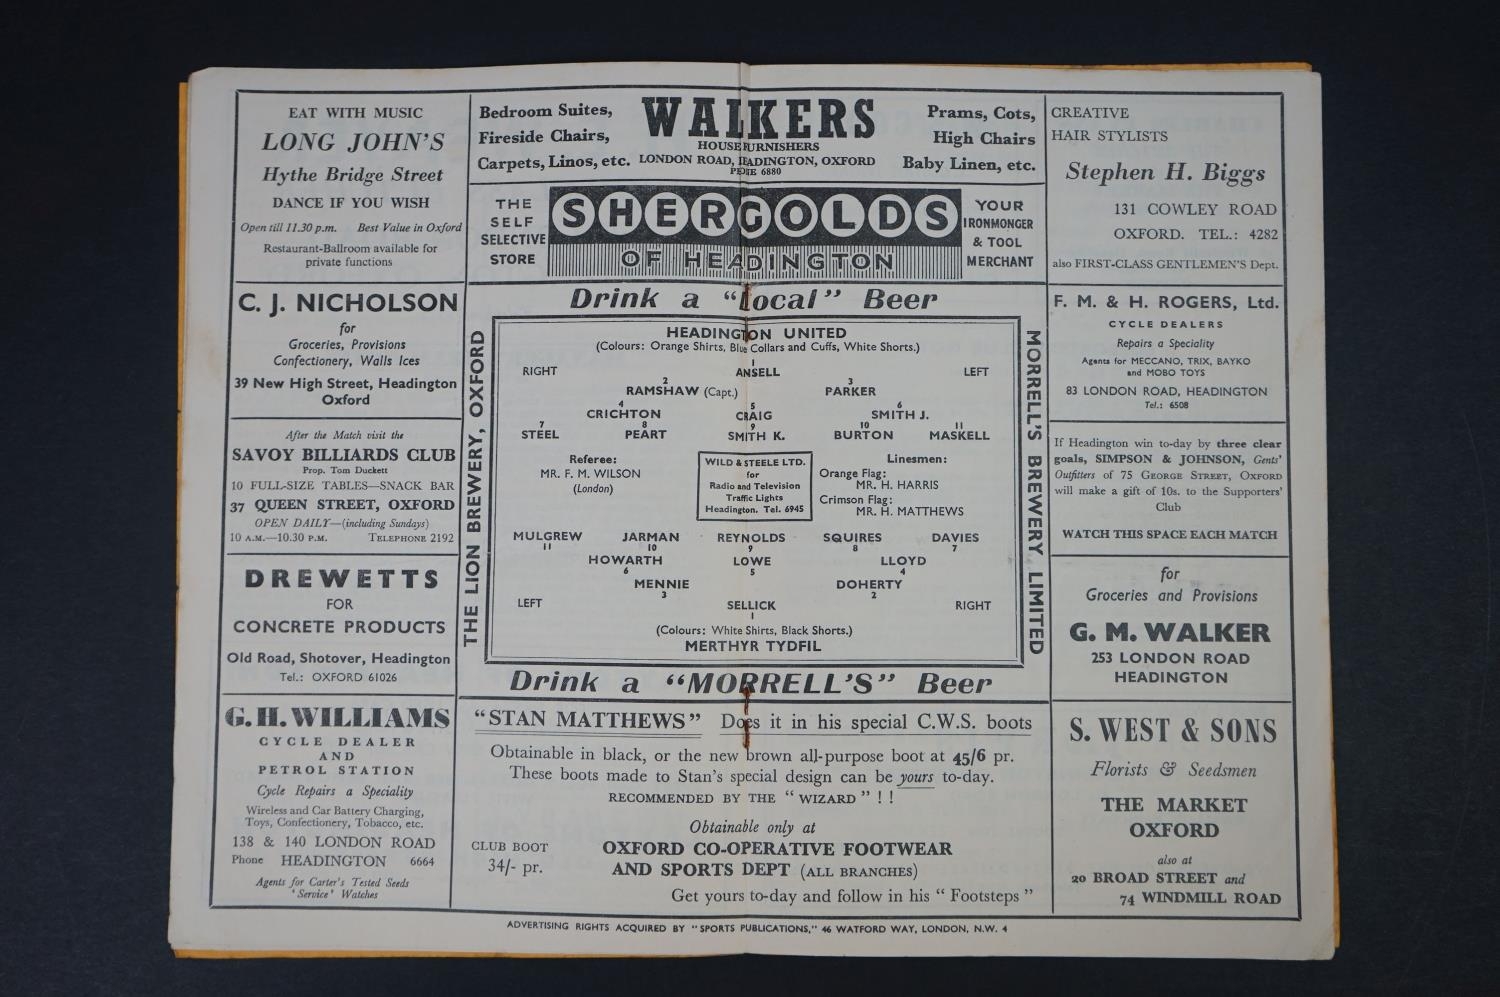 EAT WITH MUSIC
LONG JOHN'S
Hythe Bridge Street
DANCE IF YOU WISH
Open till 11.30 p.m. Best Value in Oxford
Restaurant-Ballroom available for
private functions
C. J. NICHOLSON
for
Groceries, Provisions
Confectionery, Walls Ices
39 New High Street, Headington
Oxford
After the Match visit the
SAVOY BILLIARDS CLUB
Prop. Tom Duckett
10 FULL-SIZE TABLES—SNACK BAR
37 QUEEN STREET, OXFORD
OPEN DAILY—(including Sundays)
10 A.M.—10.30 P.M. TELEPHONE 2192
DREWETTS
FOR
CONCRETE PRODUCTS
Old Road, Shotover, Headington
Tel.: OXFORD 61026
G. H. WILLIAMS
CYCLE DEALER
AND
PETROL STATION
Cycle Repairs a Speciality
Wireless and Car Battery Charging,
Toys, Confectionery, Tobacco, etc.
138 & 140 LONDON ROAD
Phone HEADINGTON 6664
Agents for Carter's Tested Seeds
'Service' Watches
Bedroom Suites,
Fireside Chairs,
Carpets, Linos, etc.
WALKERS
HOUSE FURNISHERS
LONDON ROAD, HEADINGTON, OXFORD
PHONE 6880
Prams, Cots,
High Chairs
Baby Linen, etc.
THE
SELF
SELECTIVE
STORE
SHERGOLDS
OF HEADINGTON
YOUR
IRONMONGER
& TOOL
MERCHANT
Drink a "Local" Beer
THE LION BREWERY, OXFORD
HEADINGTON UNITED
(Colours: Orange Shirts, Blue Collars and Cuffs, White Shorts.)
1
RIGHT ANSELL LEFT
2 3
RAMSHAW (Capt.) PARKER
4 5 6
CRICHTON CRAIG SMITH J.
7 8 9 10 11
STEEL PEART SMITH K. BURTON MASKELL
Referee:
MR. F. M. WILSON
(London)
WILD & STEELE LTD.
for
Radio and Television
Traffic Lights
Headington. Tel. 6945
Linesmen:
Orange Flag:
MR. H. HARRIS
Crimson Flag:
MR. H. MATTHEWS
MULGREW JARMAN REYNOLDS SQUIRES DAVIES
11 10 9 8 7
HOWARTH LOWE LLOYD
6 5 4
MENNIE DOHERTY
3 2
LEFT SELLICK RIGHT
1
(Colours: White Shirts, Black Shorts.)
MERTHYR TYDFIL
MORRELL'S BREWERY LIMITED
Drink a "MORRELL'S" Beer
"STAN MATTHEWS" Does it in his special C.W.S. boots
Obtainable in black, or the new brown all-purpose boot at 45/6 pr.
These boots made to Stan's special design can be yours to-day.
RECOMMENDED BY THE "WIZARD" ! !
Obtainable only at
CLUB BOOT
34/- pr.
OXFORD CO-OPERATIVE FOOTWEAR
AND SPORTS DEPT (ALL BRANCHES)
Get yours to-day and follow in his "Footsteps"
CREATIVE
HAIR STYLISTS
Stephen H. Biggs
131 COWLEY ROAD
OXFORD. TEL.: 4282
also FIRST-CLASS GENTLEMEN'S Dept.
F. M. & H. ROGERS, Ltd.
CYCLE DEALERS
Repairs a Speciality
Agents for MECCANO, TRIX, BAYKO
and MOBO TOYS
83 LONDON ROAD, HEADINGTON
Tel.: 6508
If Headington win to-day by three clear
goals, SIMPSON & JOHNSON, Gents'
Outfitters of 75 GEORGE STREET, OXFORD
will make a gift of 10s. to the Supporters'
Club
WATCH THIS SPACE EACH MATCH
for
Groceries and Provisions
G. M. WALKER
253 LONDON ROAD
HEADINGTON
S. WEST & SONS
Florists & Seedsmen
THE MARKET
OXFORD
also at
20 BROAD STREET and
74 WINDMILL ROAD
ADVERTISING RIGHTS ACQUIRED BY "SPORTS PUBLICATIONS," 46 WATFORD WAY, LONDON, N.W. 4